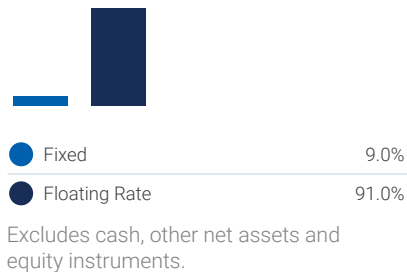 Fixed 9.0%
Floating Rate 91.0%
Excludes cash, other net assets and
equity instruments.